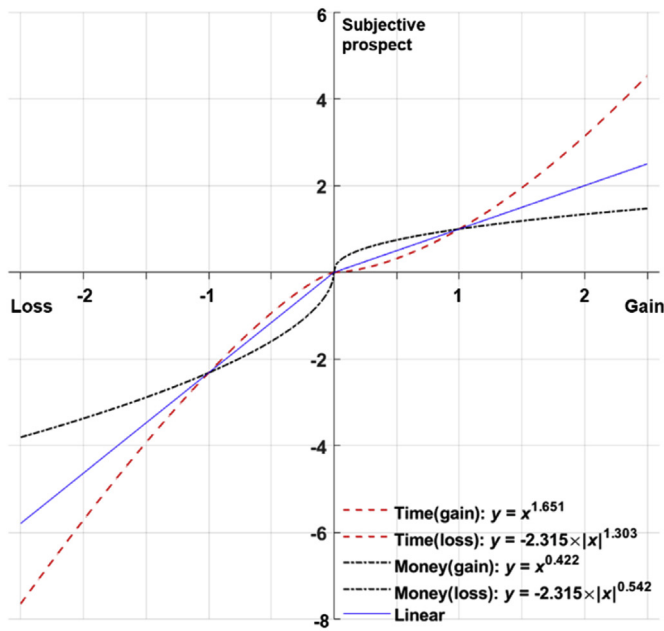 6
Subjective
prospect
4
2
Loss
-2
-1
1
2
Gain
-2
-4
-6
-8
Time(gain): y = x^1.651
Time(loss): y = -2.315×|x|^1.303
Money(gain): y = x^0.422
Money(loss): y = -2.315×|x|^0.542
Linear